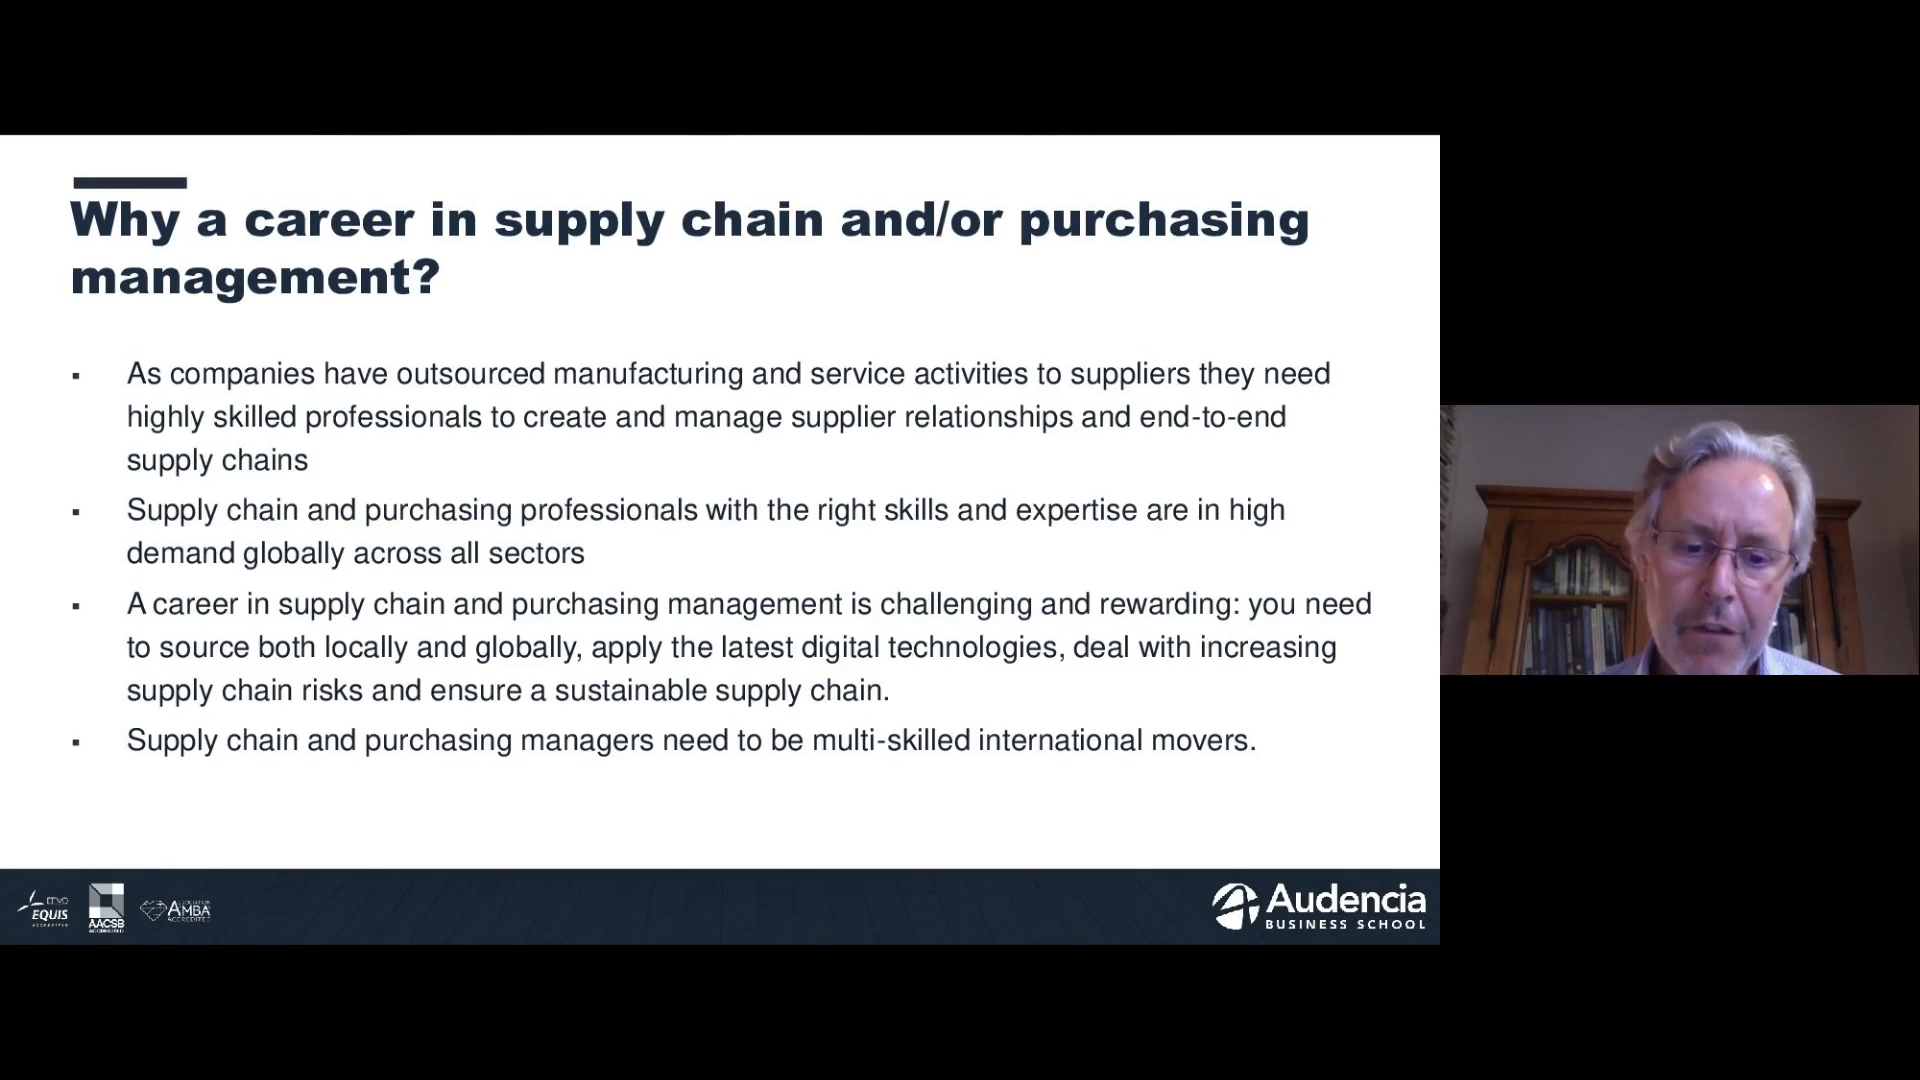 Why a career in supply chain and/or purchasing
management?
▪ As companies have outsourced manufacturing and service activities to suppliers they need
highly skilled professionals to create and manage supplier relationships and end-to-end
supply chains
▪ Supply chain and purchasing professionals with the right skills and expertise are in high
demand globally across all sectors
▪ A career in supply chain and purchasing management is challenging and rewarding: you need
to source both locally and globally, apply the latest digital technologies, deal with increasing
supply chain risks and ensure a sustainable supply chain.
▪ Supply chain and purchasing managers need to be multi-skilled international movers.
EQUIS
AACSB
AMBA
Audencia
BUSINESS SCHOOL